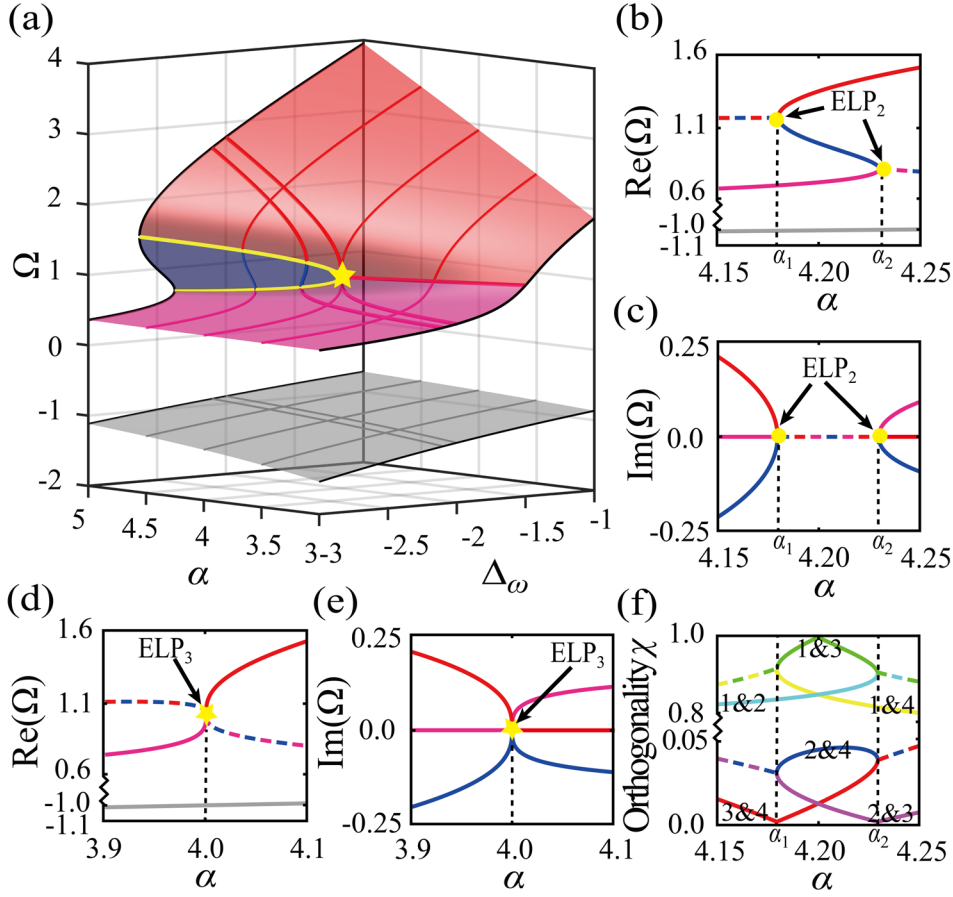 (a)
4
3
2
1
0
-1
-2
Ω
5
4.5
4
3.5
3
-3
-2.5
-2
-1.5
-1
α
Δω
(b)
1.6
1.1
0.6
-1.0
-1.1
Re(Ω)
ELP2
α1
α2
4.15
4.20
4.25
α
(c)
0.25
0.0
-0.25
Im(Ω)
ELP2
α1
α2
4.15
4.20
4.25
α
(d)
1.6
1.1
0.6
-1.0
-1.1
Re(Ω)
ELP3
3.9
4.0
4.1
α
(e)
0.25
0.0
-0.25
Im(Ω)
ELP3
3.9
4.0
4.1
α
(f)
1.0
0.8
0.05
0.0
Orthogonality χ
1&3
1&2
1&4
2&4
3&4
2&3
α1
α2
4.15
4.20
4.25
α